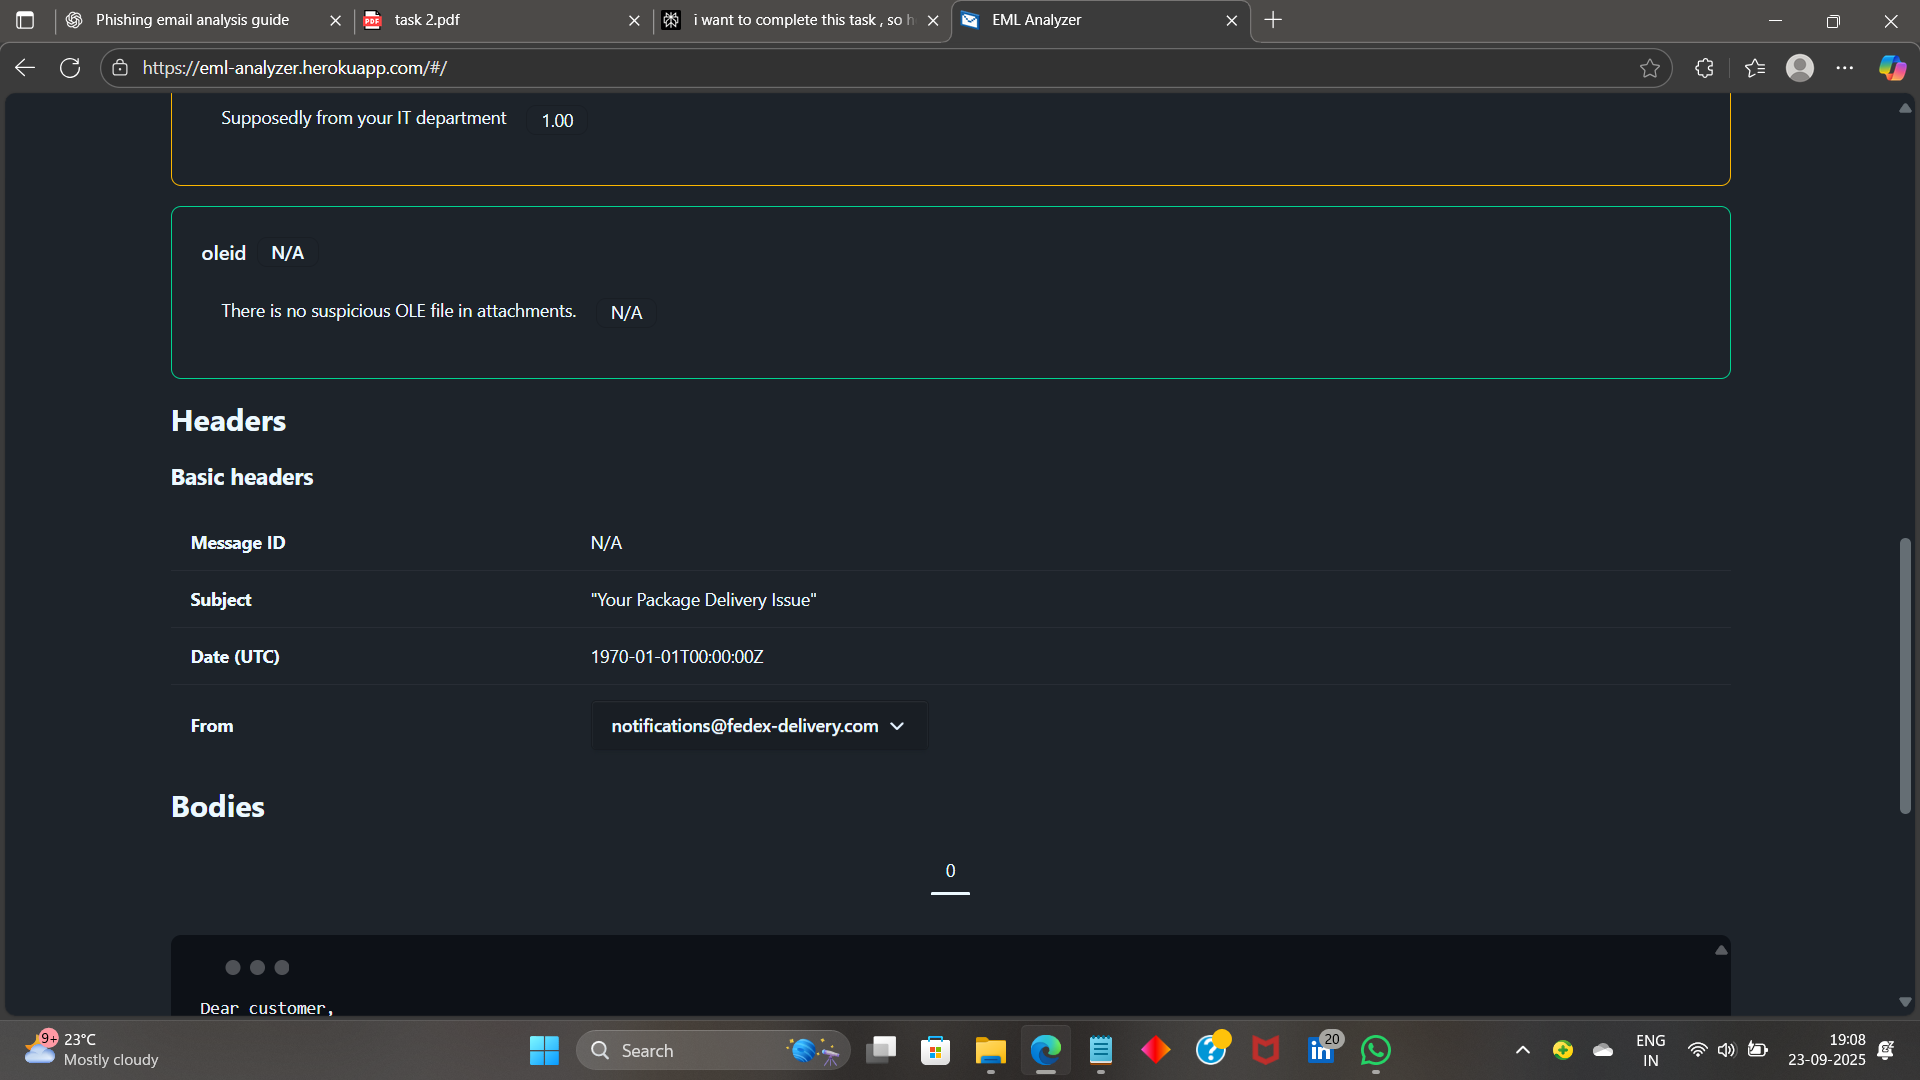 Phishing email analysis guide
task 2.pdf
i want to complete this task , so h
EML Analyzer
https://eml-analyzer.herokuapp.com/#/
Supposedly from your IT department 1.00
oleid N/A
There is no suspicious OLE file in attachments. N/A
Headers
Basic headers
Message ID N/A
Subject "Your Package Delivery Issue"
Date (UTC) 1970-01-01T00:00:00Z
From notifications@fedex-delivery.com
Bodies
0
Dear customer,
9+ 23°C
Mostly cloudy
Search
20
ENG
IN
19:08
23-09-2025